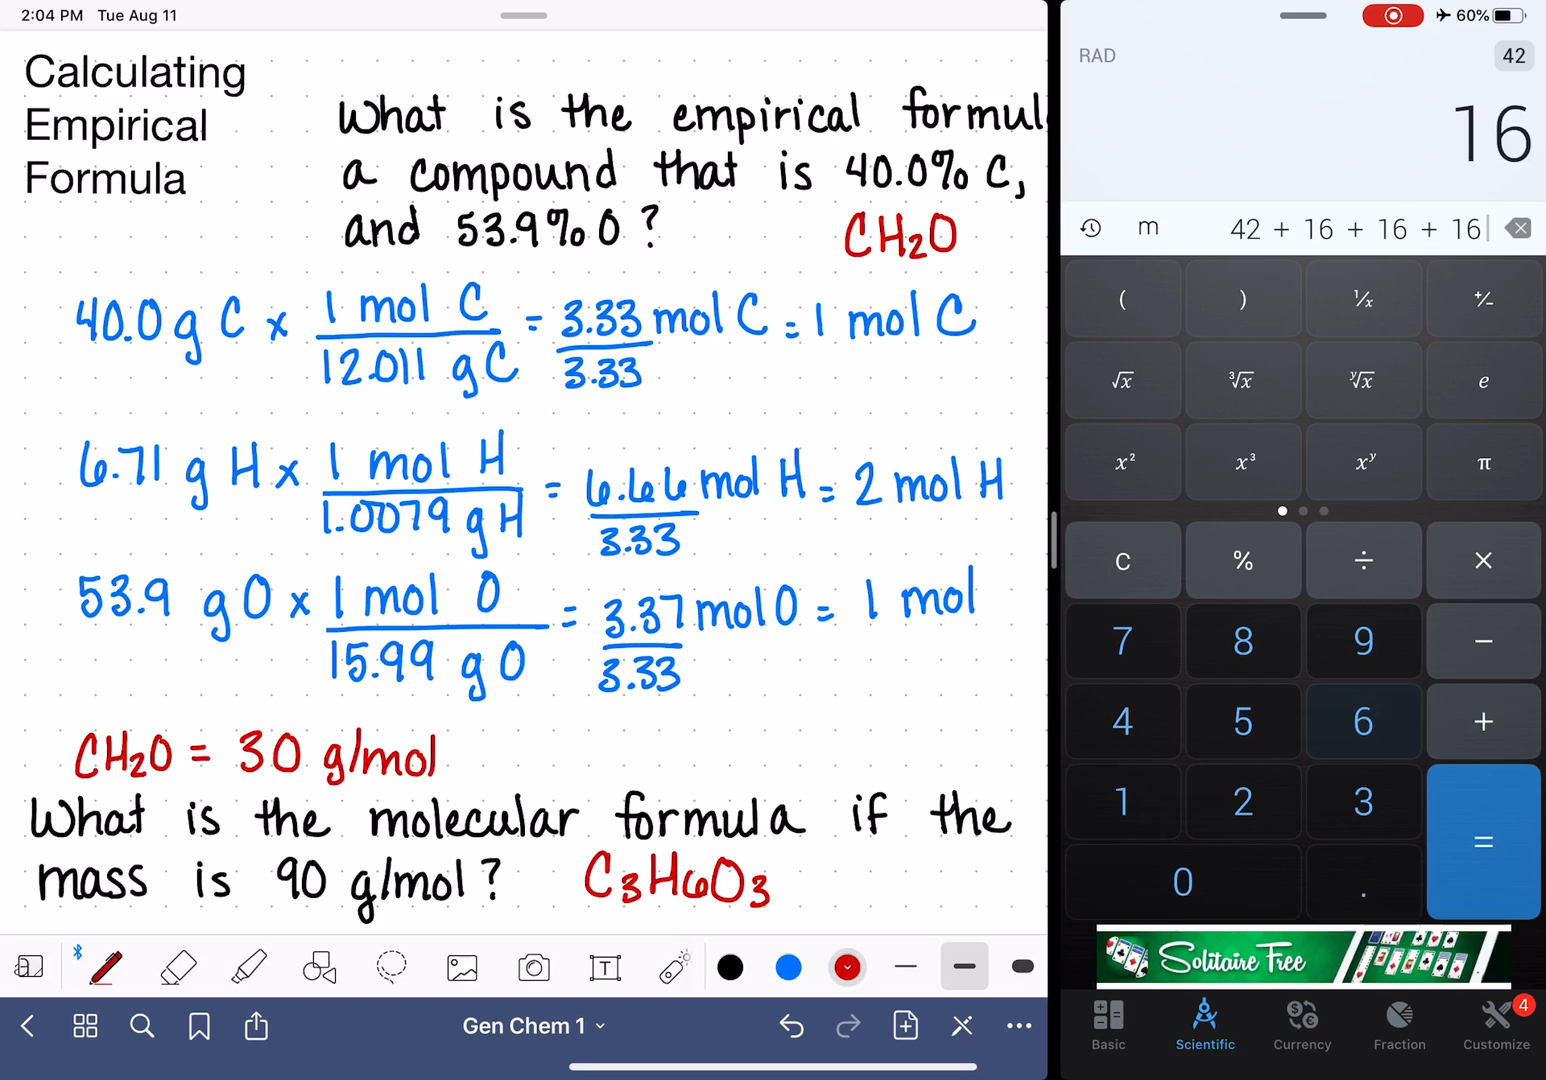 2:04 PM Tue Aug 11
Calculating
Empirical
Formula
What is the empirical formul
a compound that is 40.0% C,
and 53.9% O ?
CH₂O
40.0 g C x 1 mol C / 12.011 g C = 3.33 / 3.33 mol C = 1 mol C
6.71 g H x 1 mol H / 1.0079 g H = 6.66 / 3.33 mol H = 2 mol H
53.9 g O x 1 mol O / 15.99 g O = 3.37 / 3.33 mol O = 1 mol
CH₂O = 30 g/mol
What is the molecular formula if the
mass is 90 g/mol ? C₃H₆O₃
T
Gen Chem 1
60%
RAD 42
16
m 42 + 16 + 16 + 16
( ) ¹/x +/-
√x ³√x ʸ√x e
x² x³ xʸ π
C % ÷ ×
7 8 9 −
4 5 6 +
1 2 3 =
0 .
Solitaire Free
4
Basic Scientific Currency Fraction Customize